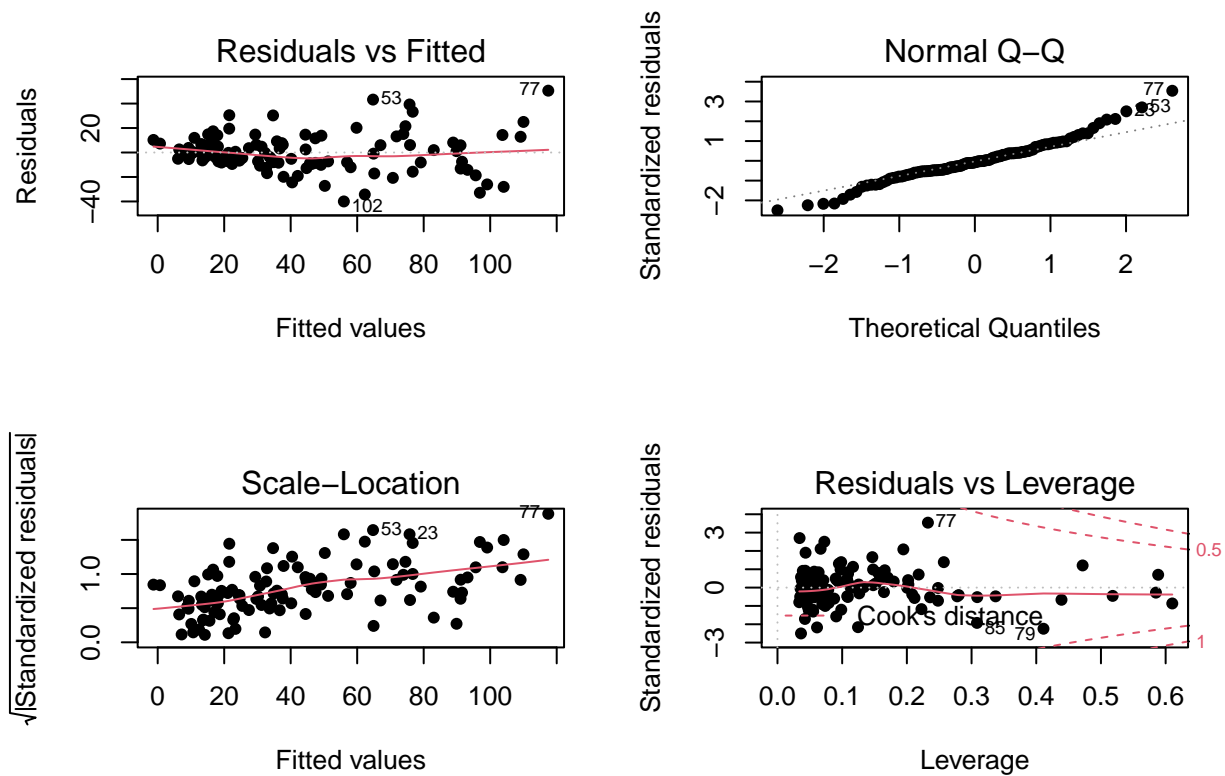 Residuals vs Fitted
Residuals
20
−40
53
77
102
0 20 40 60 80 100
Fitted values
Normal Q−Q
Standardized residuals
3
1
−2
77
53
23
−2 −1 0 1 2
Theoretical Quantiles
Scale−Location
√|Standardized residuals|
1.0
0.0
77
53
23
0 20 40 60 80 100
Fitted values
Residuals vs Leverage
Standardized residuals
3
0
−3
77
0.5
Cook's distance
85
79
1
0.0 0.1 0.2 0.3 0.4 0.5 0.6
Leverage